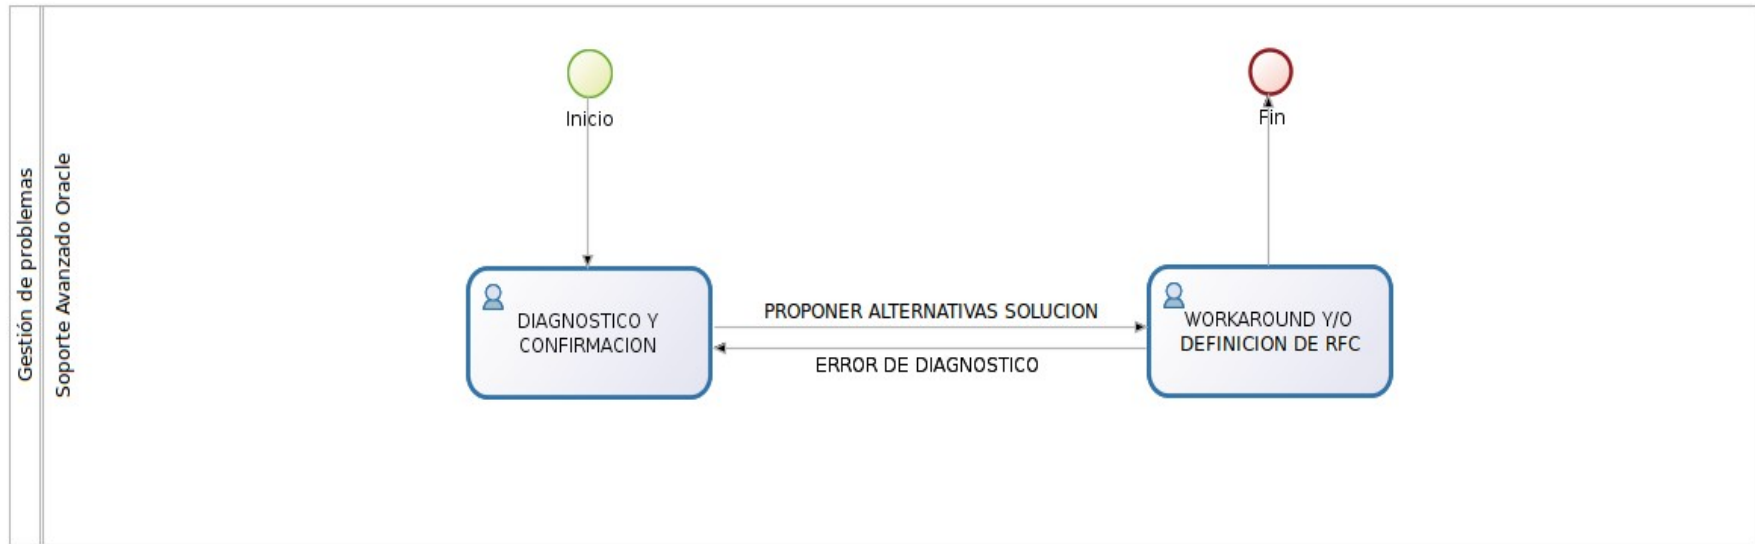 Gestión de problemas
Soporte Avanzado Oracle
Inicio
Fin
DIAGNOSTICO Y
CONFIRMACION
PROPONER ALTERNATIVAS SOLUCION
ERROR DE DIAGNOSTICO
WORKAROUND Y/O
DEFINICION DE RFC